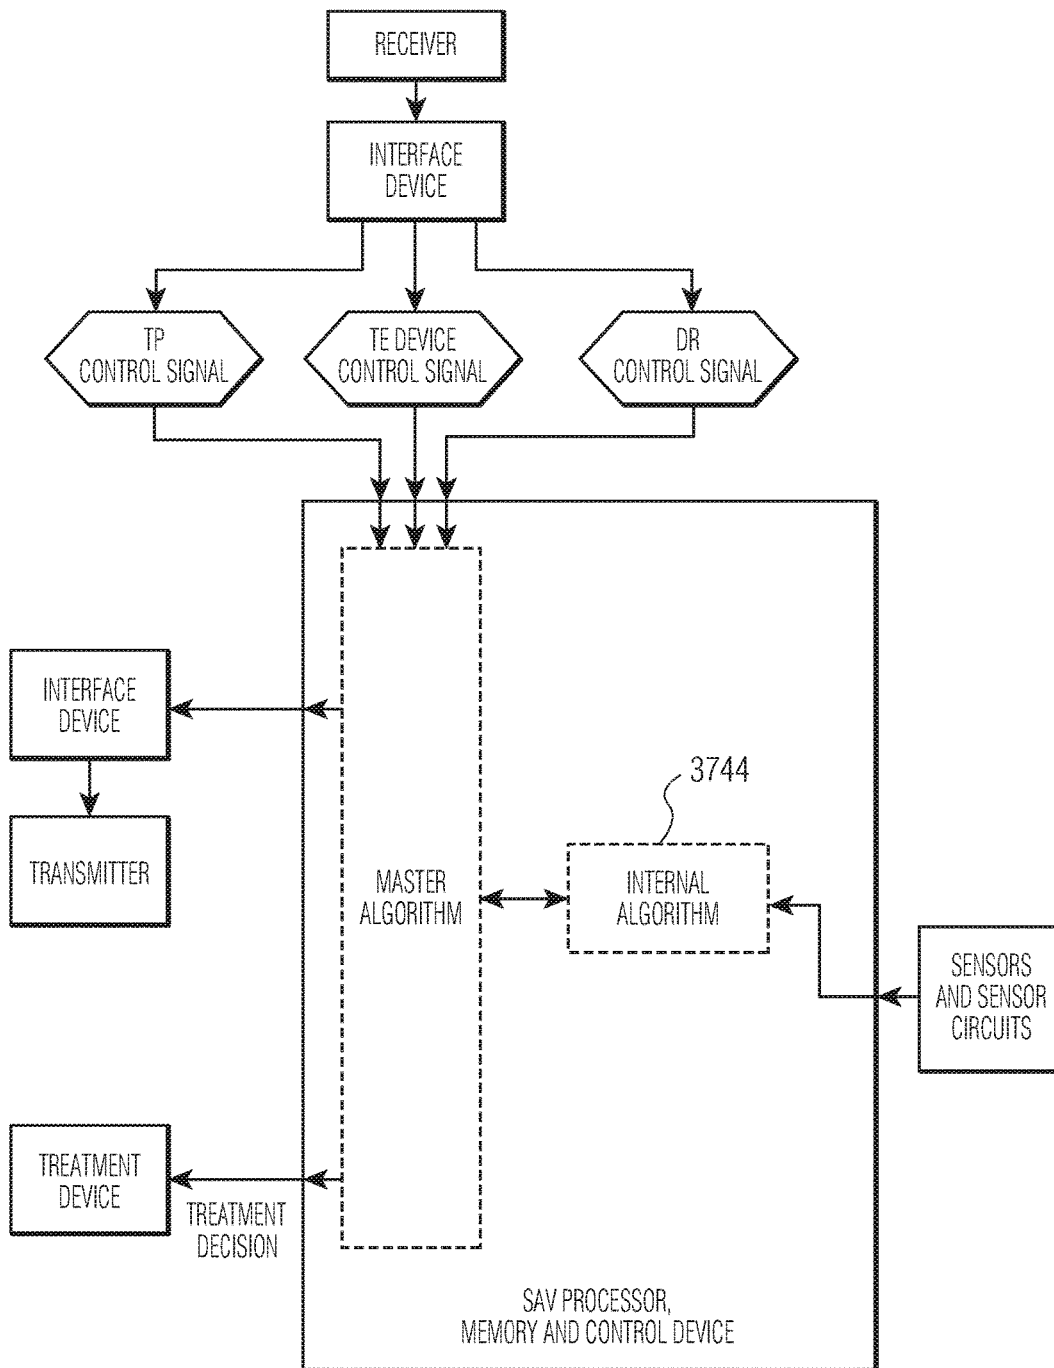 RECEIVER
INTERFACE
DEVICE
TP
CONTROL SIGNAL
TE DEVICE
CONTROL SIGNAL
DR
CONTROL SIGNAL
INTERFACE
DEVICE
TRANSMITTER
3744
MASTER
ALGORITHM
INTERNAL
ALGORITHM
SENSORS
AND SENSOR
CIRCUITS
TREATMENT
DEVICE
TREATMENT
DECISION
SAV PROCESSOR,
MEMORY AND CONTROL DEVICE